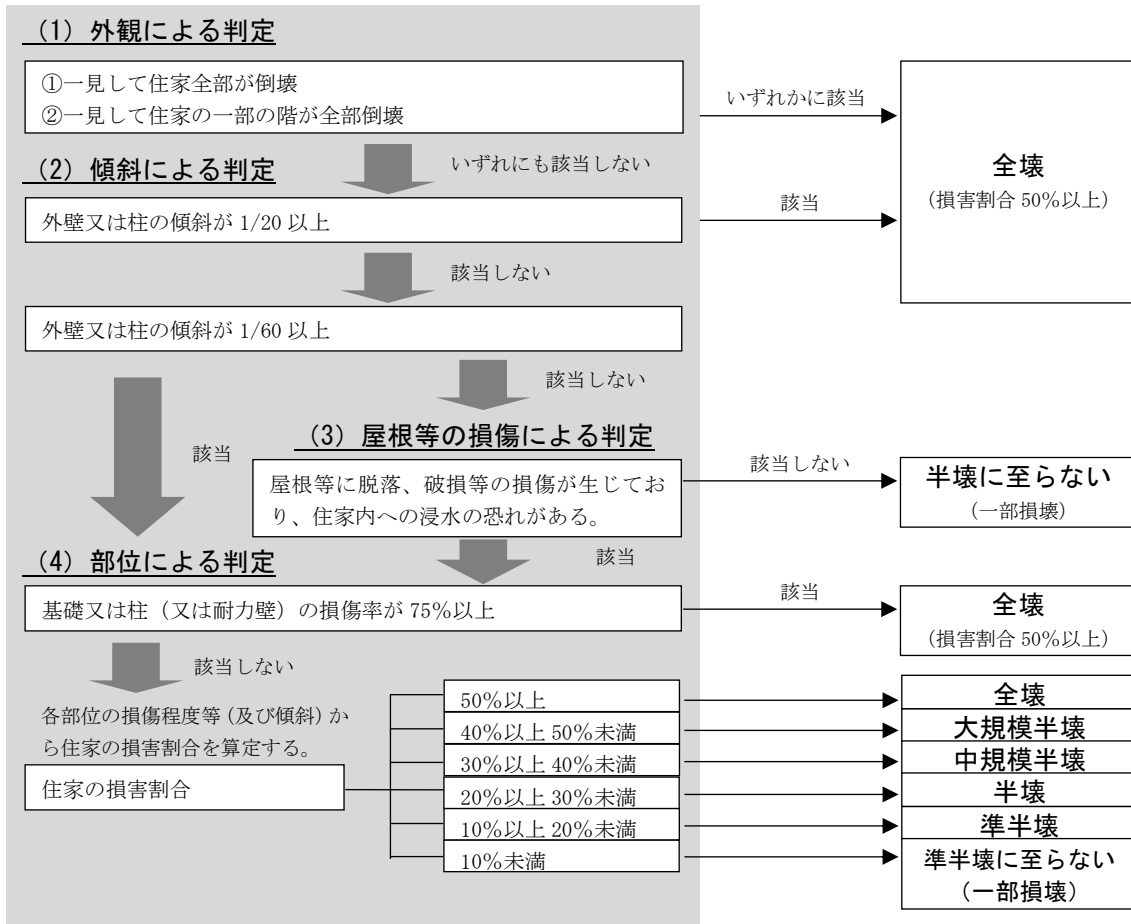 (1) 外観による判定
①一見して住家全部が倒壊
②一見して住家の一部の階が全部倒壊
いずれかに該当
全壊
(損害割合 50%以上)
いずれにも該当しない
(2) 傾斜による判定
外壁又は柱の傾斜が 1/20 以上
該当
該当しない
外壁又は柱の傾斜が 1/60 以上
該当しない
該当
(3) 屋根等の損傷による判定
屋根等に脱落、破損等の損傷が生じてお
り、住家内への浸水の恐れがある。
該当しない
半壊に至らない
(一部損壊)
該当
(4) 部位による判定
基礎又は柱（又は耐力壁）の損傷率が 75%以上
該当
全壊
(損害割合 50%以上)
該当しない
各部位の損傷程度等(及び傾斜)か
ら住家の損害割合を算定する。
住家の損害割合
50%以上
全壊
40%以上 50%未満
大規模半壊
30%以上 40%未満
中規模半壊
20%以上 30%未満
半壊
10%以上 20%未満
準半壊
10%未満
準半壊に至らない
(一部損壊)